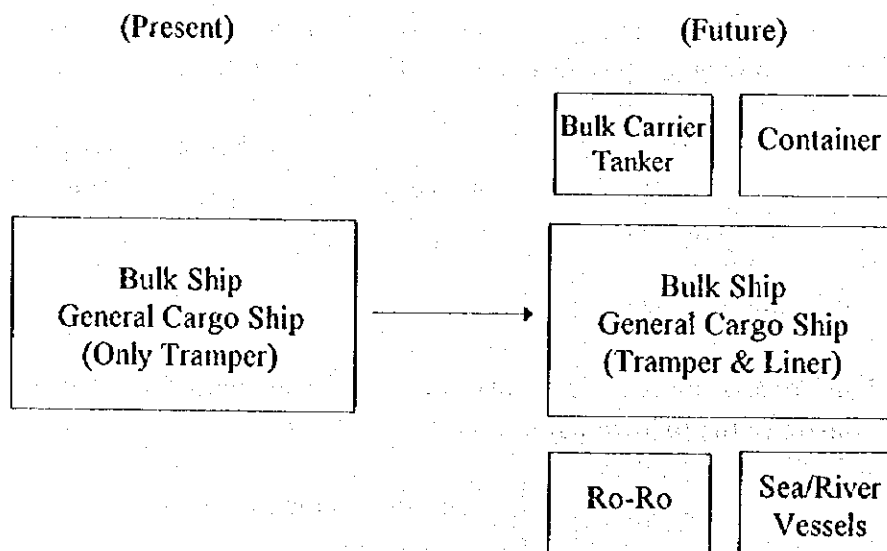 (Present)
(Future)
Bulk Carrier
Tanker
Container
Bulk Ship
General Cargo Ship
(Only Tramper)
Bulk Ship
General Cargo Ship
(Tramper & Liner)
Ro-Ro
Sea/River
Vessels